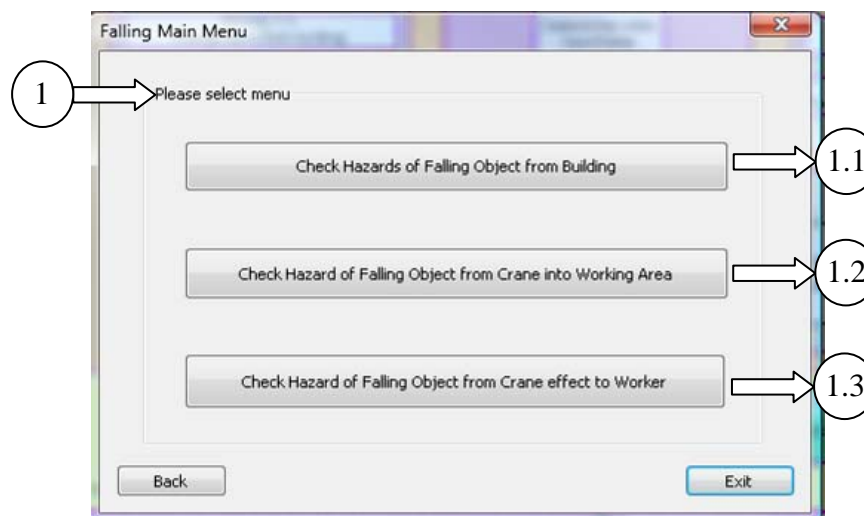 Falling Main Menu
1
Please select menu
Check Hazards of Falling Object from Building
1.1
Check Hazard of Falling Object from Crane into Working Area
1.2
Check Hazard of Falling Object from Crane effect to Worker
1.3
Back
Exit